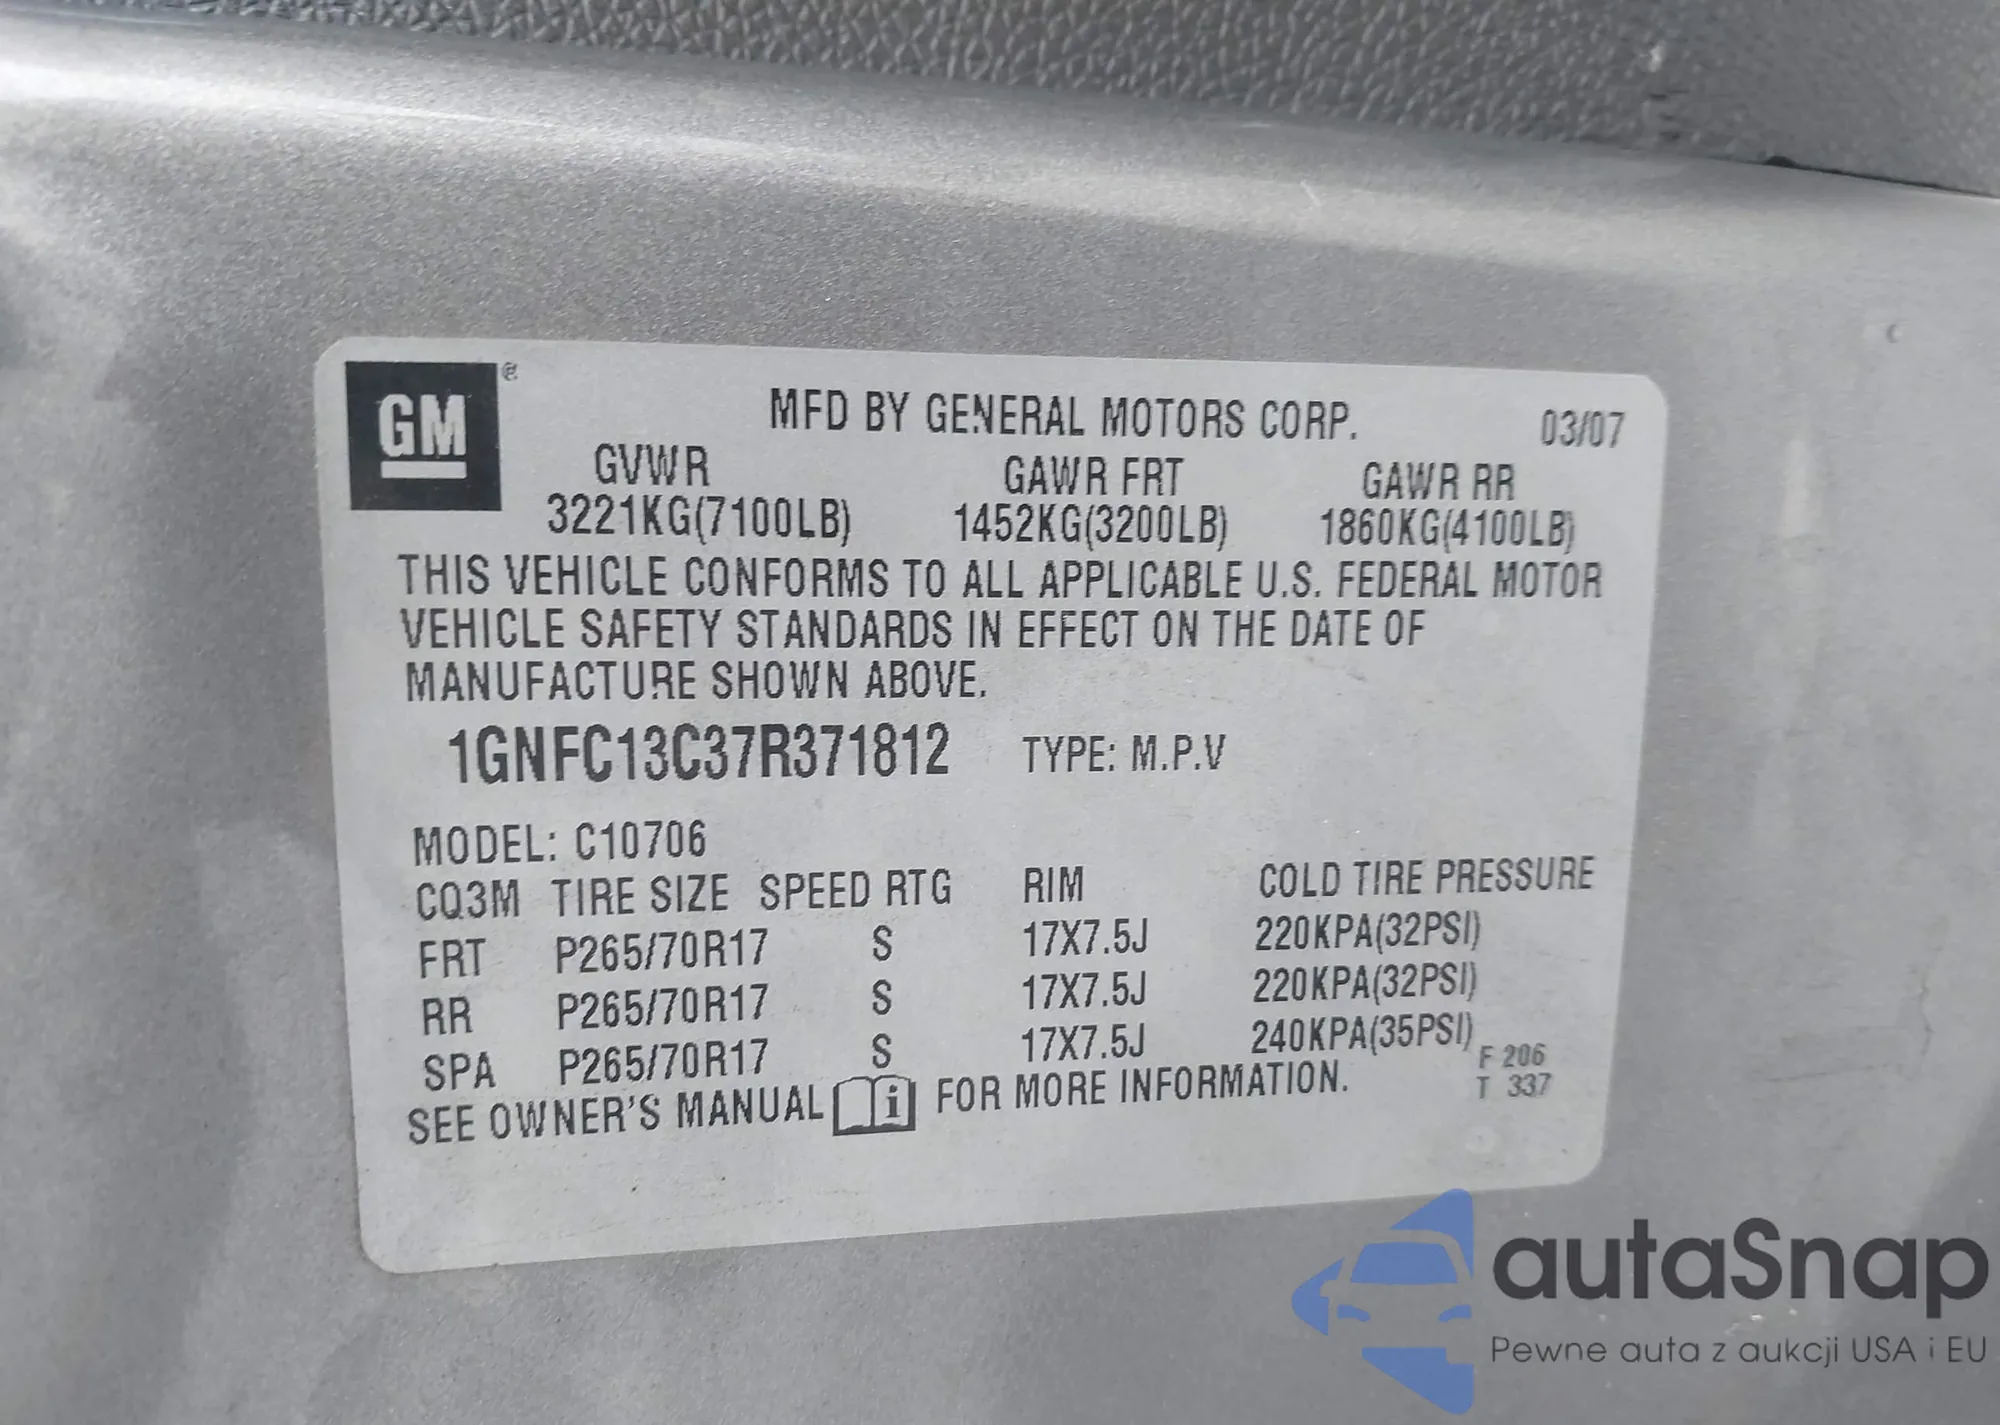 GM®
MFD BY GENERAL MOTORS CORP. 03/07
GVWR GAWR FRT GAWR RR
3221KG(7100LB) 1452KG(3200LB) 1860KG(4100LB)
THIS VEHICLE CONFORMS TO ALL APPLICABLE U.S. FEDERAL MOTOR
VEHICLE SAFETY STANDARDS IN EFFECT ON THE DATE OF
MANUFACTURE SHOWN ABOVE.
1GNFC13C37R371812 TYPE: M.P.V
MODEL: C10706
CQ3M TIRE SIZE SPEED RTG RIM COLD TIRE PRESSURE
FRT P265/70R17 S 17X7.5J 220KPA(32PSI)
RR P265/70R17 S 17X7.5J 220KPA(32PSI)
SPA P265/70R17 S 17X7.5J 240KPA(35PSI)
F 206
T 337
SEE OWNER'S MANUAL i FOR MORE INFORMATION.
autaSnap
Pewne auta z aukcji USA i EU